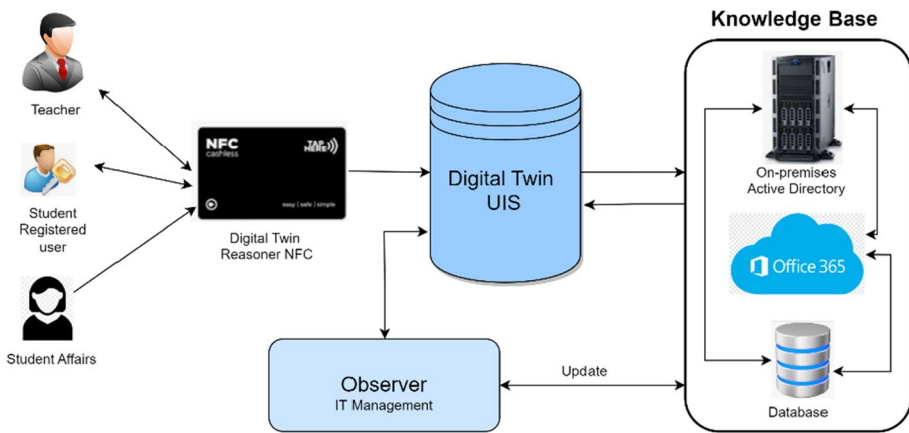 Knowledge Base
Teacher
NFC
cashless
TAP
HERE
easy | safe | simple
Digital Twin
UIS
On-premises
Active Directory
Student
Registered
user
Digital Twin
Reasoner NFC
Office 365
Student Affairs
Observer
IT Management
Update
Database